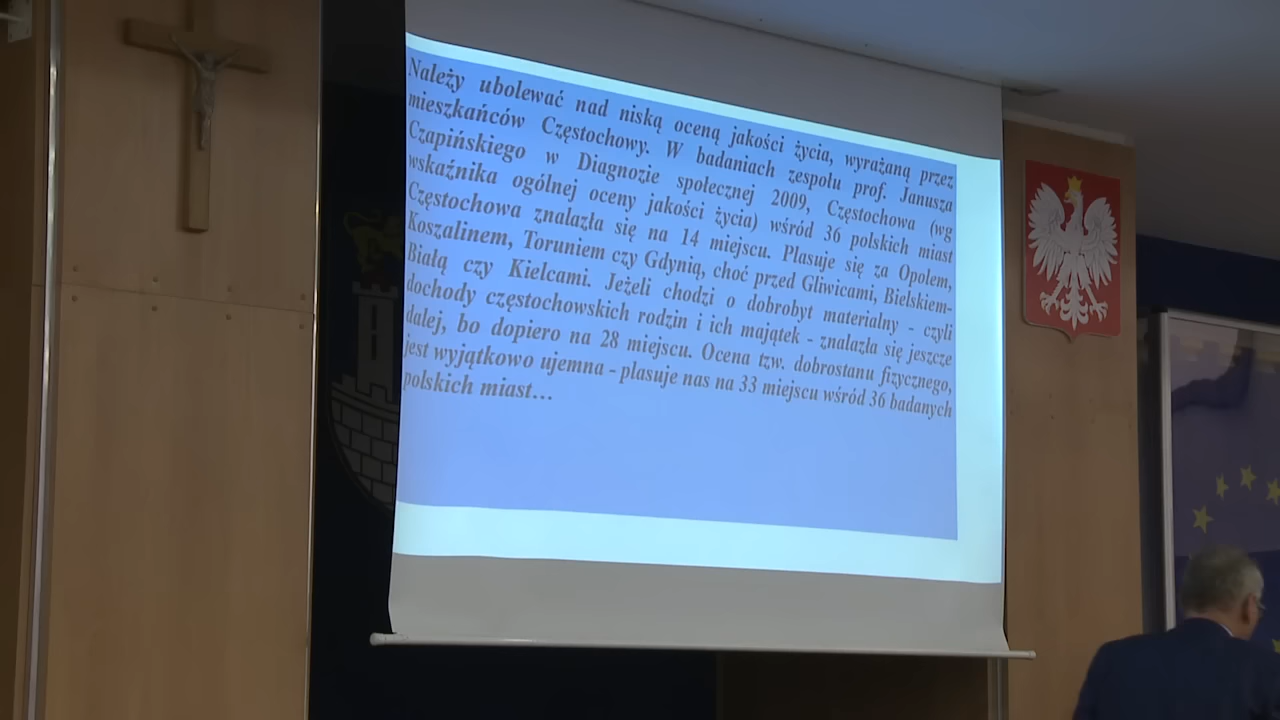 Należy ubolewać nad niską oceną jakości życia, wyrażaną przez
mieszkańców Częstochowy. W badaniach zespołu prof. Janusza
Czapińskiego w Diagnozie społecznej 2009, Częstochowa (wg
wskaźnika ogólnej oceny jakości życia) wśród 36 polskich miast
Częstochowa znalazła się na 14 miejscu. Plasuje się za Opolem,
Koszalinem, Toruniem czy Gdynią, choć przed Gliwicami, Bielskiem-
Białą czy Kielcami. Jeżeli chodzi o dobrobyt materialny - czyli
dochody częstochowskich rodzin i ich majątek - znalazła się jeszcze
dalej, bo dopiero na 28 miejscu. Ocena tzw. dobrostanu fizycznego,
jest wyjątkowo ujemna - plasuje nas na 33 miejscu wśród 36 badanych
polskich miast…